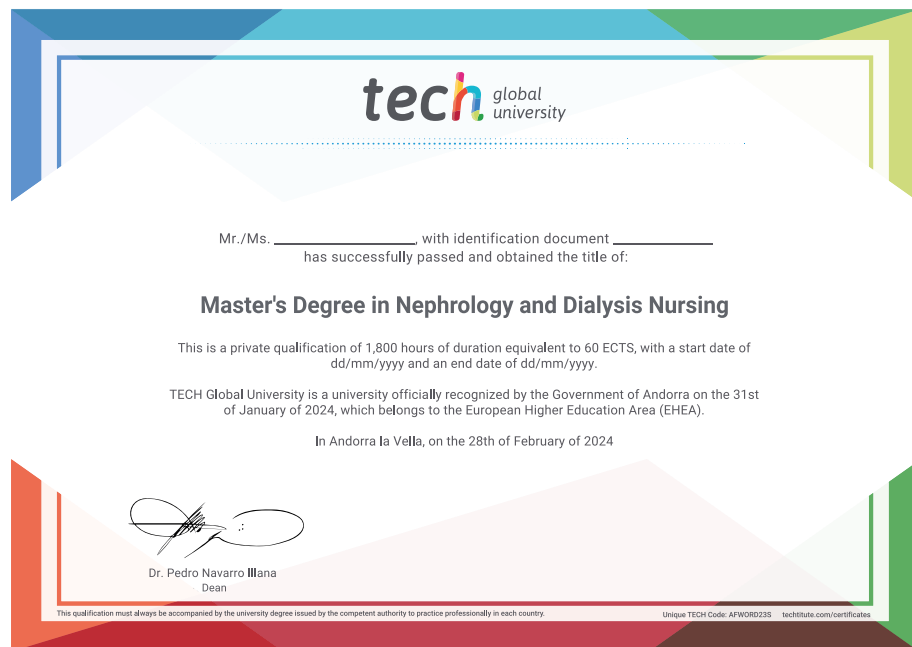 tech global university
Mr./Ms. ____________________, with identification document ______________
has successfully passed and obtained the title of:
Master's Degree in Nephrology and Dialysis Nursing
This is a private qualification of 1,800 hours of duration equivalent to 60 ECTS, with a start date of
dd/mm/yyyy and an end date of dd/mm/yyyy.
TECH Global University is a university officially recognized by the Government of Andorra on the 31st
of January of 2024, which belongs to the European Higher Education Area (EHEA).
In Andorra la Vella, on the 28th of February of 2024
Dr. Pedro Navarro Illana
Dean
This qualification must always be accompanied by the university degree issued by the competent authority to practice professionally in each country.
Unique TECH Code: AFWORD23S techtitute.com/certificates